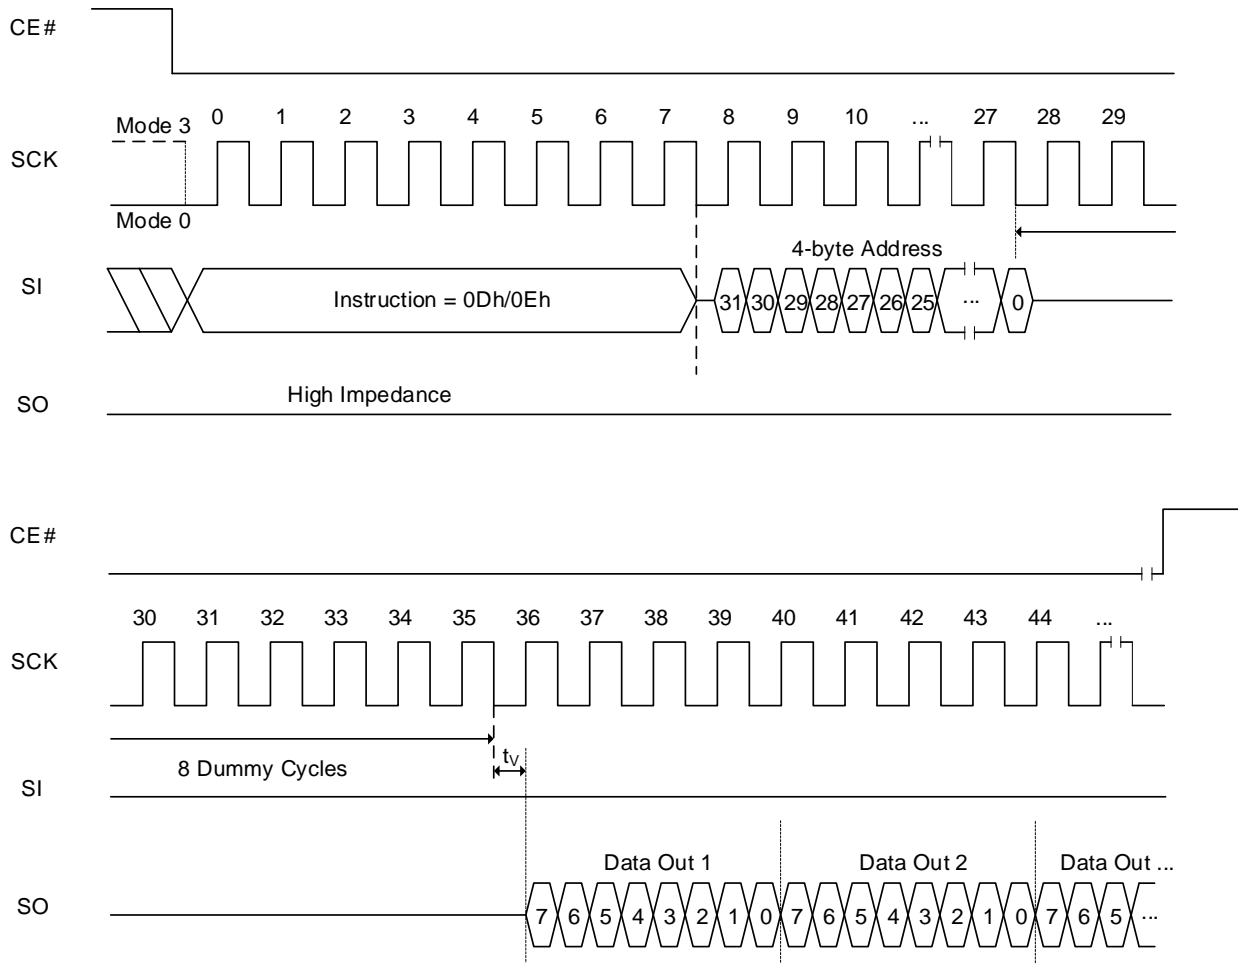 CE#
0 1 2 3 4 5 6 7 8 9 10 ... 27 28 29
Mode 3
SCK
Mode 0
4-byte Address
SI
Instruction = 0Dh/0Eh
31 30 29 28 27 26 25 ... 0
High Impedance
SO
CE#
30 31 32 33 34 35 36 37 38 39 40 41 42 43 44 ...
SCK
tV
8 Dummy Cycles
SI
Data Out 1 Data Out 2 Data Out ...
SO
7 6 5 4 3 2 1 0 7 6 5 4 3 2 1 0 7 6 5 ...